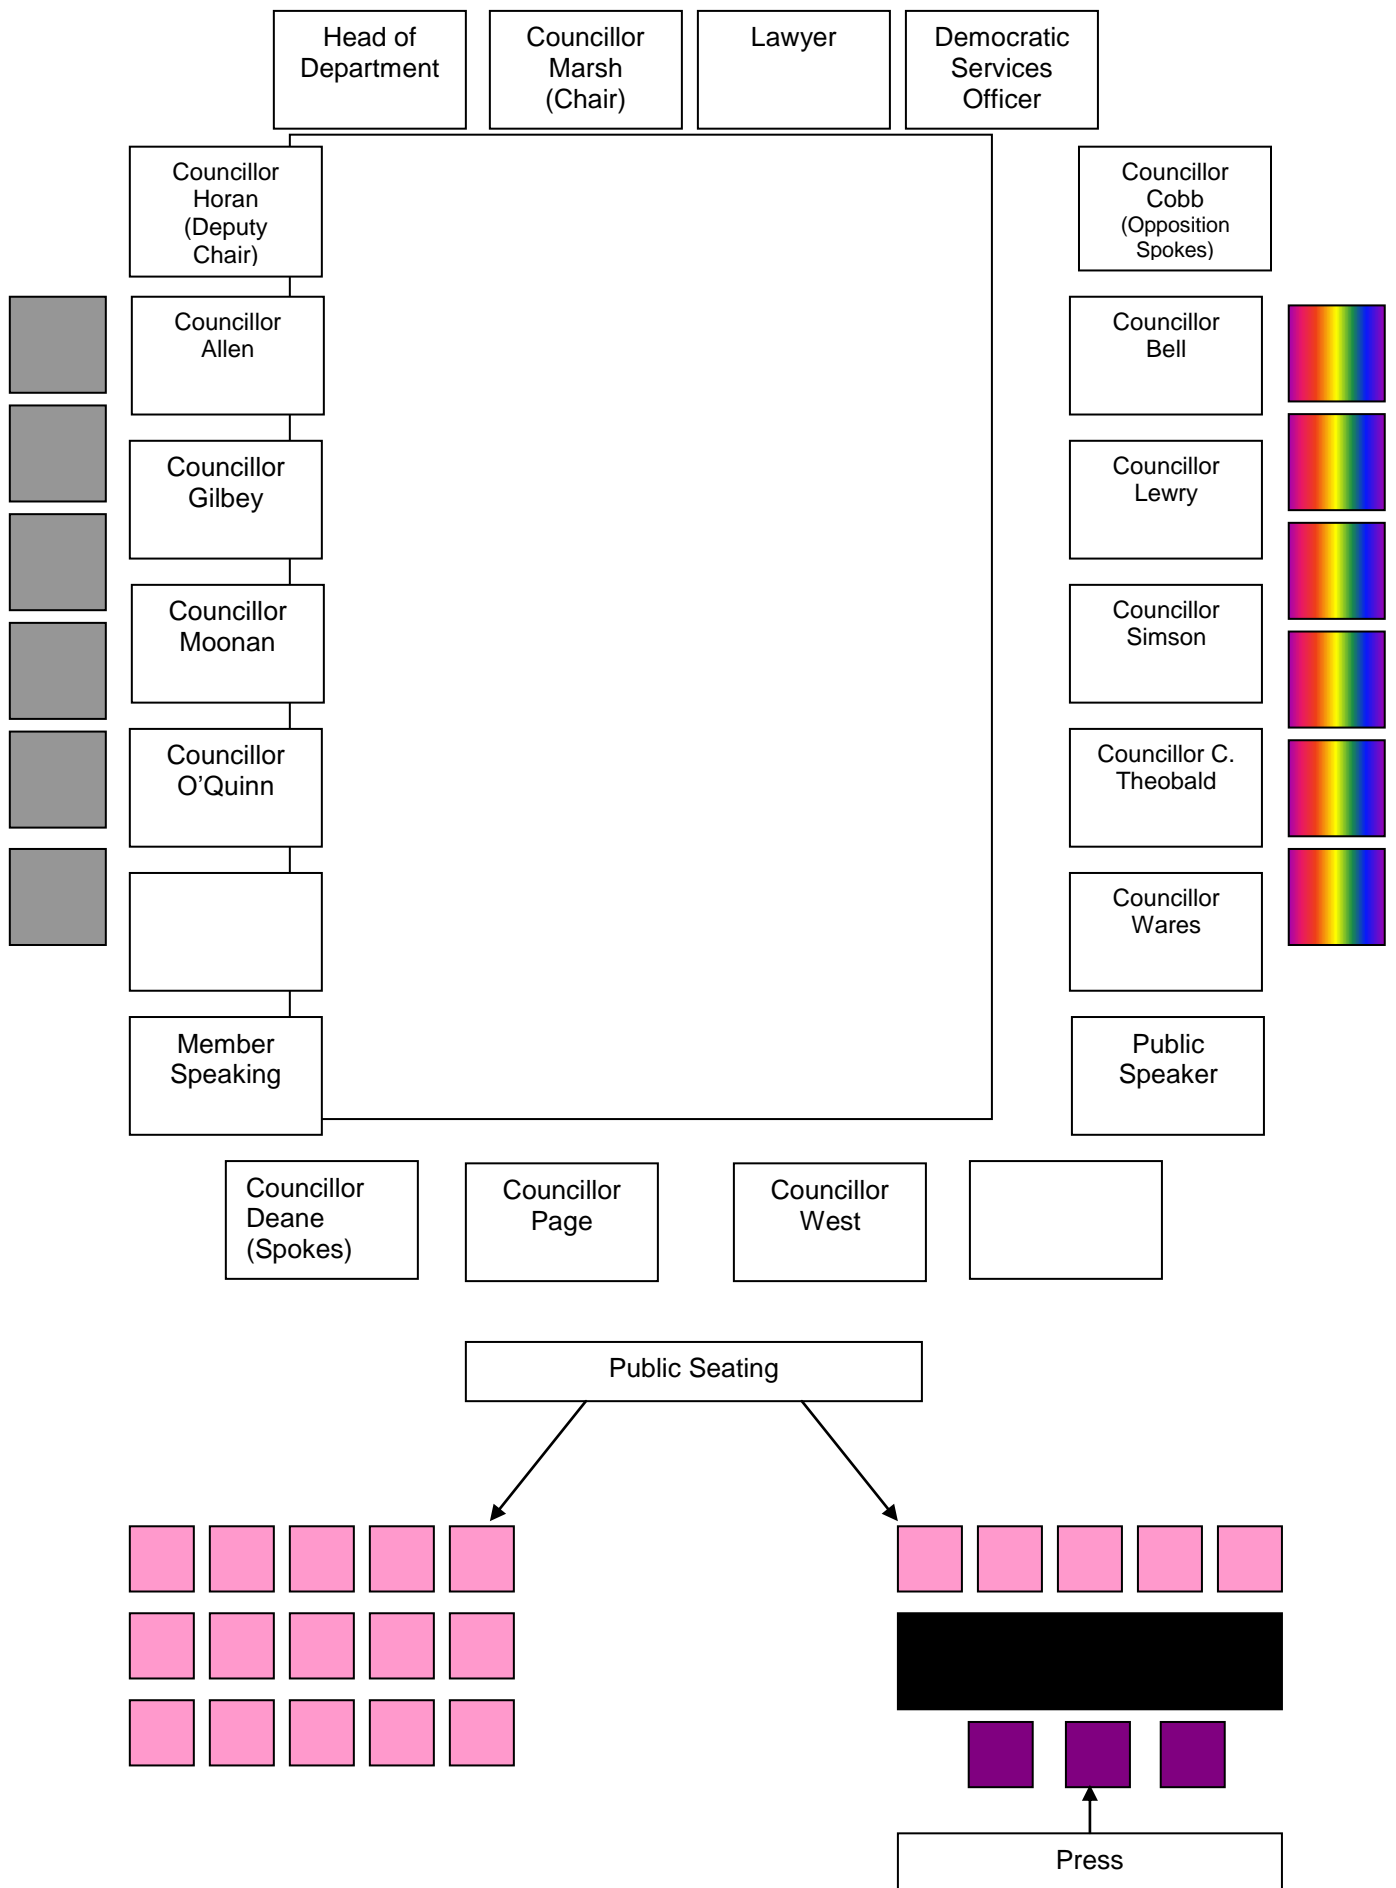 Head of
Department
Councillor
Marsh
(Chair)
Lawyer
Democratic
Services
Officer
Councillor
Horan
(Deputy
Chair)
Councillor
Cobb
(Opposition
Spokes)
Councillor
Allen
Councillor
Bell
Councillor
Gilbey
Councillor
Lewry
Councillor
Moonan
Councillor
Simson
Councillor
O’Quinn
Councillor C.
Theobald
Councillor
Wares
Member
Speaking
Public
Speaker
Councillor
Deane
(Spokes)
Councillor
Page
Councillor
West
Public Seating
Press